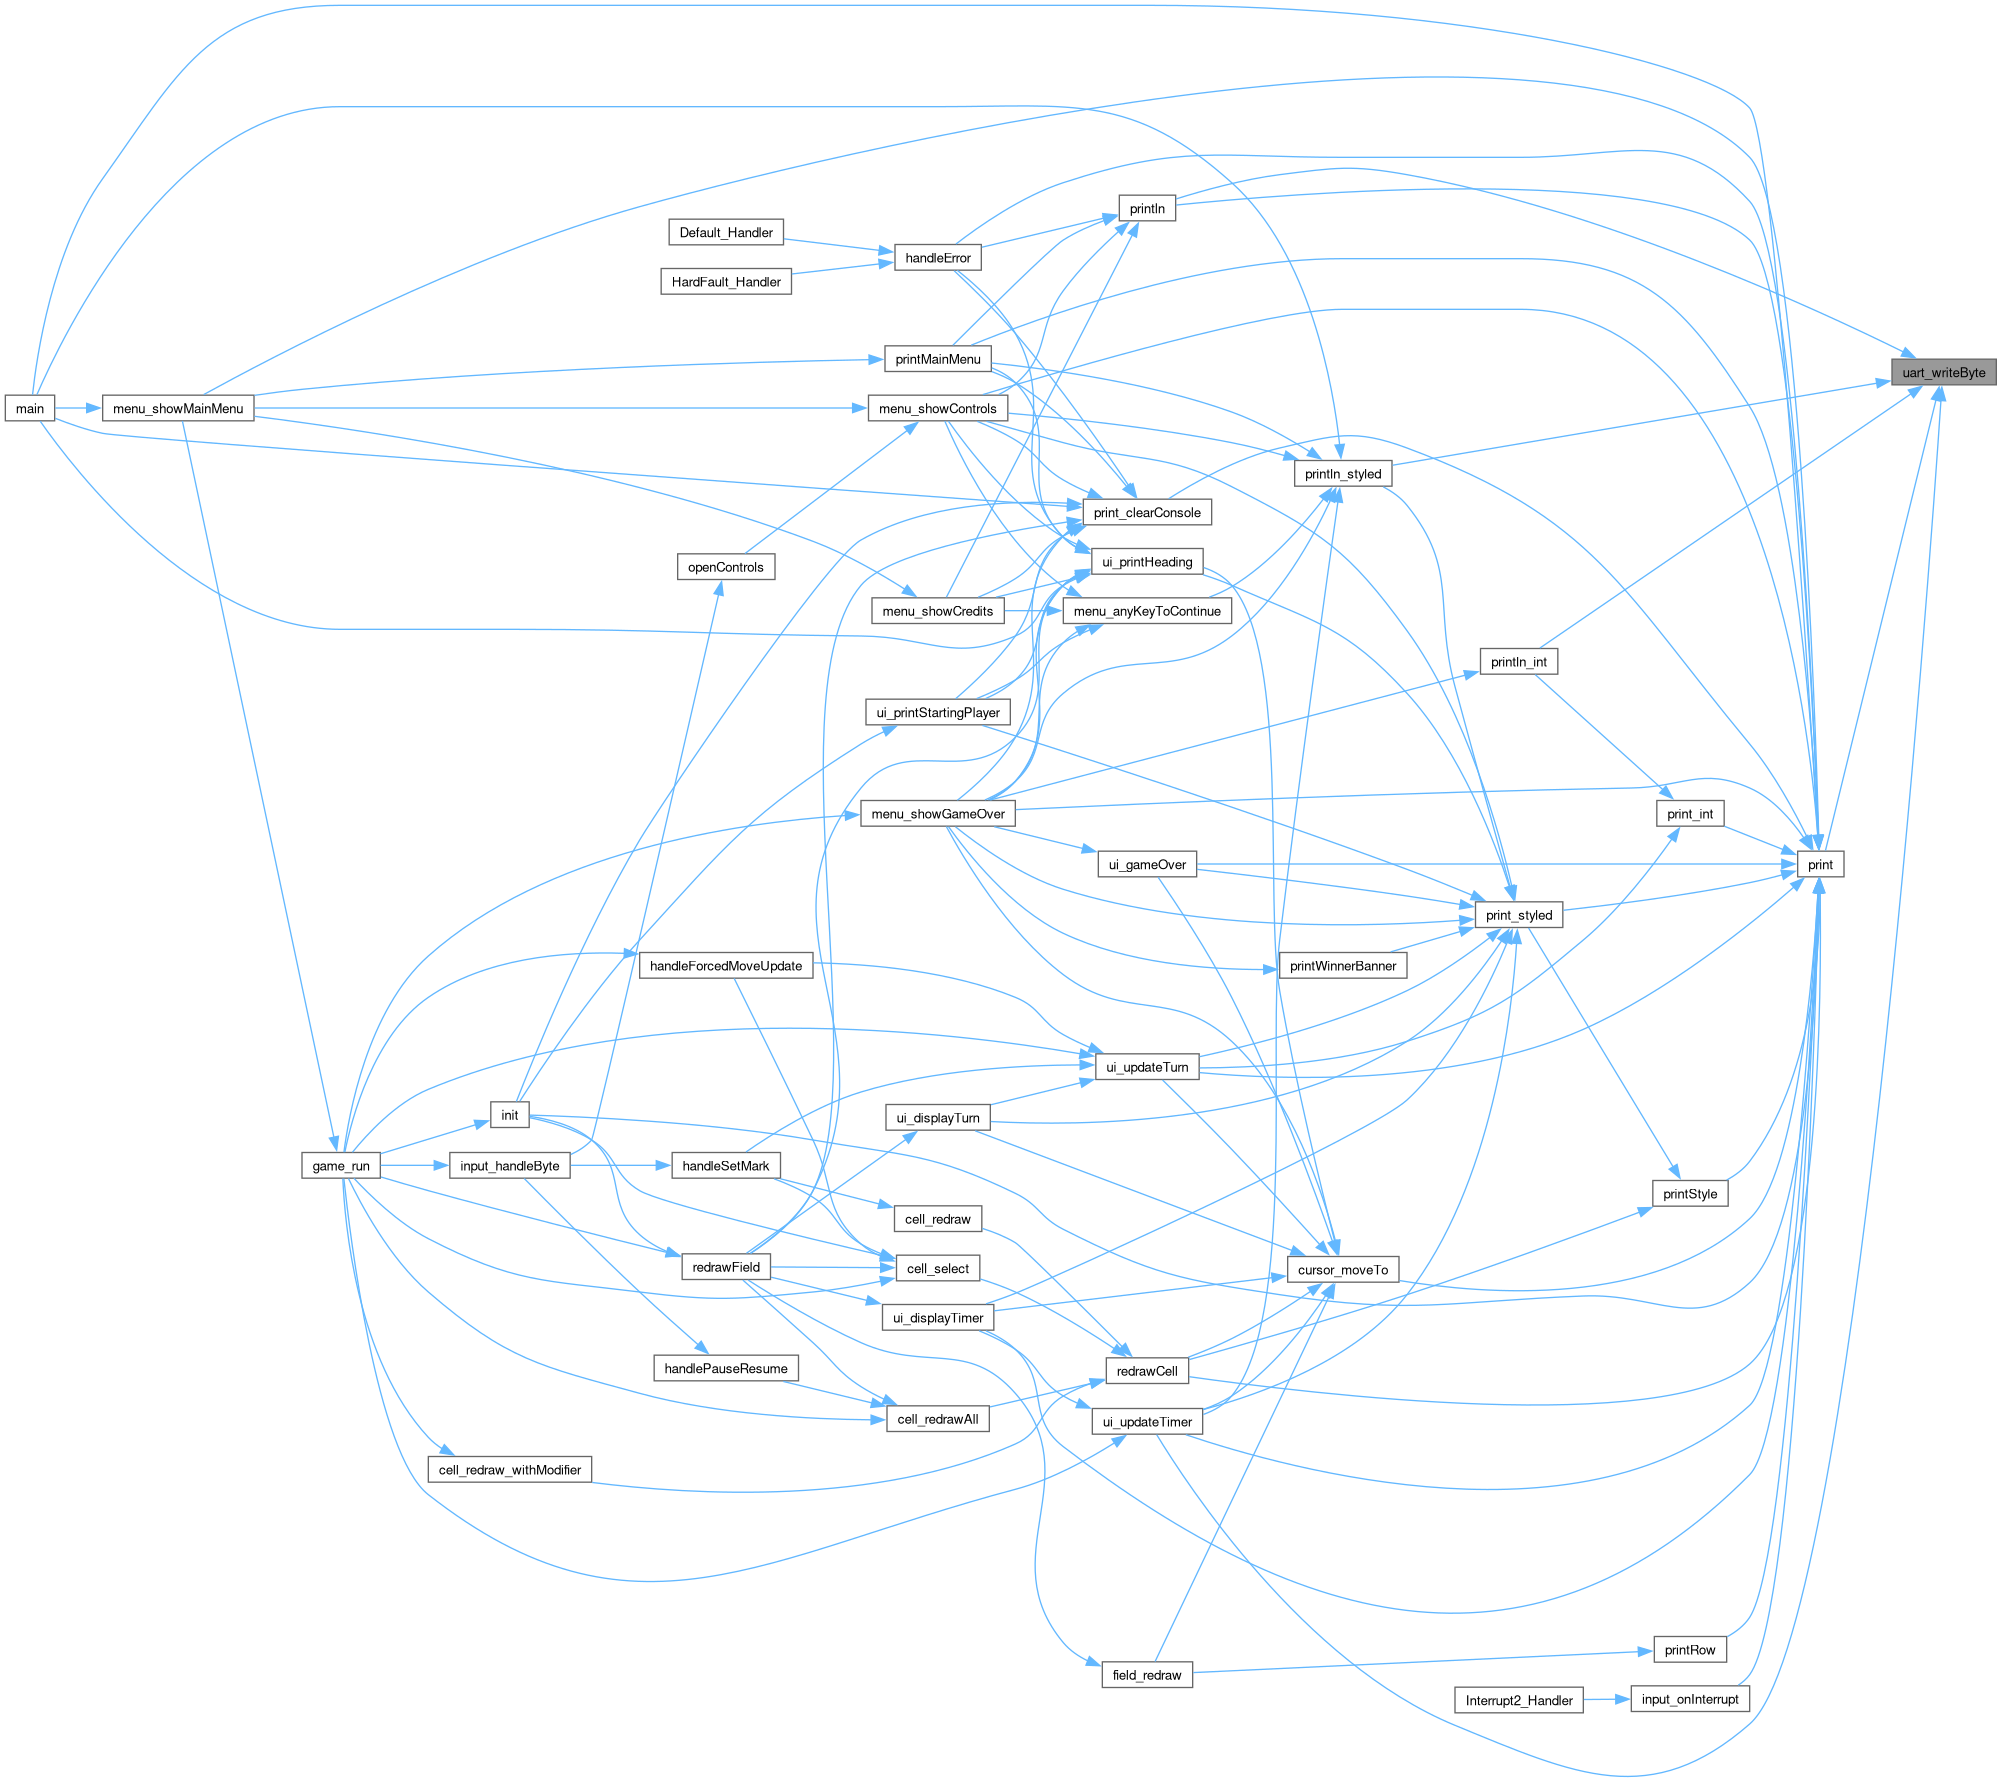 println
Default_Handler
handleError
HardFault_Handler
printMainMenu
uart_writeByte
main
menu_showMainMenu
menu_showControls
println_styled
print_clearConsole
openControls
ui_printHeading
menu_showCredits
menu_anyKeyToContinue
println_int
ui_printStartingPlayer
menu_showGameOver
print_int
ui_gameOver
print
print_styled
handleForcedMoveUpdate
printWinnerBanner
ui_updateTurn
init
ui_displayTurn
game_run
input_handleByte
handleSetMark
printStyle
cell_redraw
redrawField
cell_select
cursor_moveTo
ui_displayTimer
handlePauseResume
redrawCell
cell_redrawAll
ui_updateTimer
cell_redraw_withModifier
printRow
field_redraw
Interrupt2_Handler
input_onInterrupt